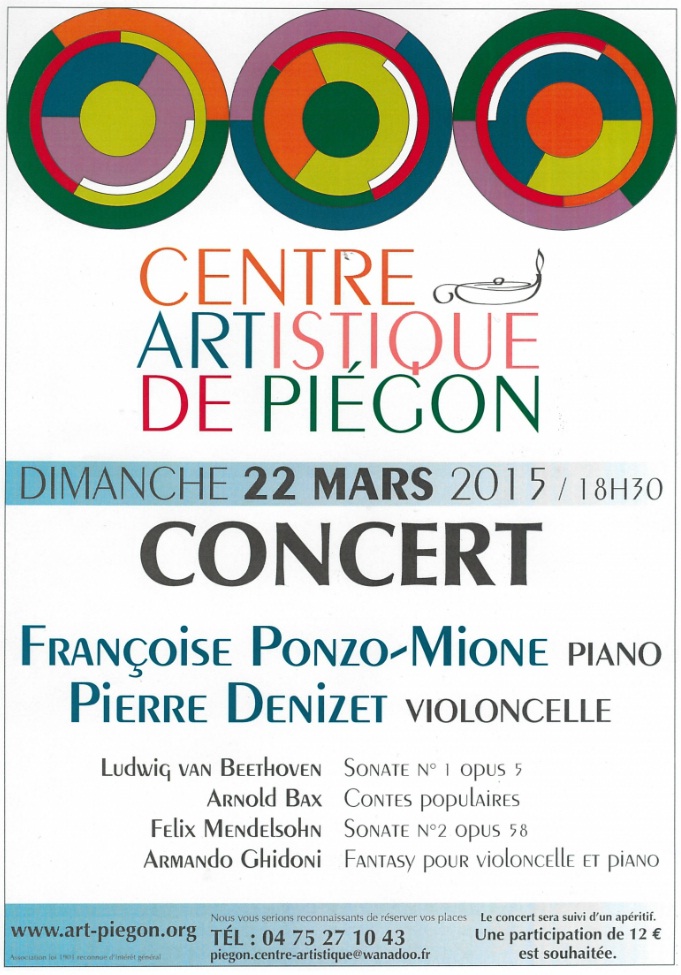 CENTRE
ARTISTIQUE
DE PIÉGON
DIMANCHE 22 MARS 2015 / 18H30
CONCERT
Françoise Ponzo-Mione PIANO
Pierre Denizet VIOLONCELLE
Ludwig van Beethoven Sonate N° 1 opus 5
Arnold Bax Contes populaires
Felix Mendelsohn Sonate N°2 opus 58
Armando Ghidoni Fantasy pour violoncelle et piano
www.art-piegon.org
Association loi 1901 reconnue d'intérêt général
Nous vous serions reconnaissants de réserver vos places
TÉL : 04 75 27 10 43
piegon.centre-artistique@wanadoo.fr
Le concert sera suivi d'un apéritif.
Une participation de 12 €
est souhaitée.